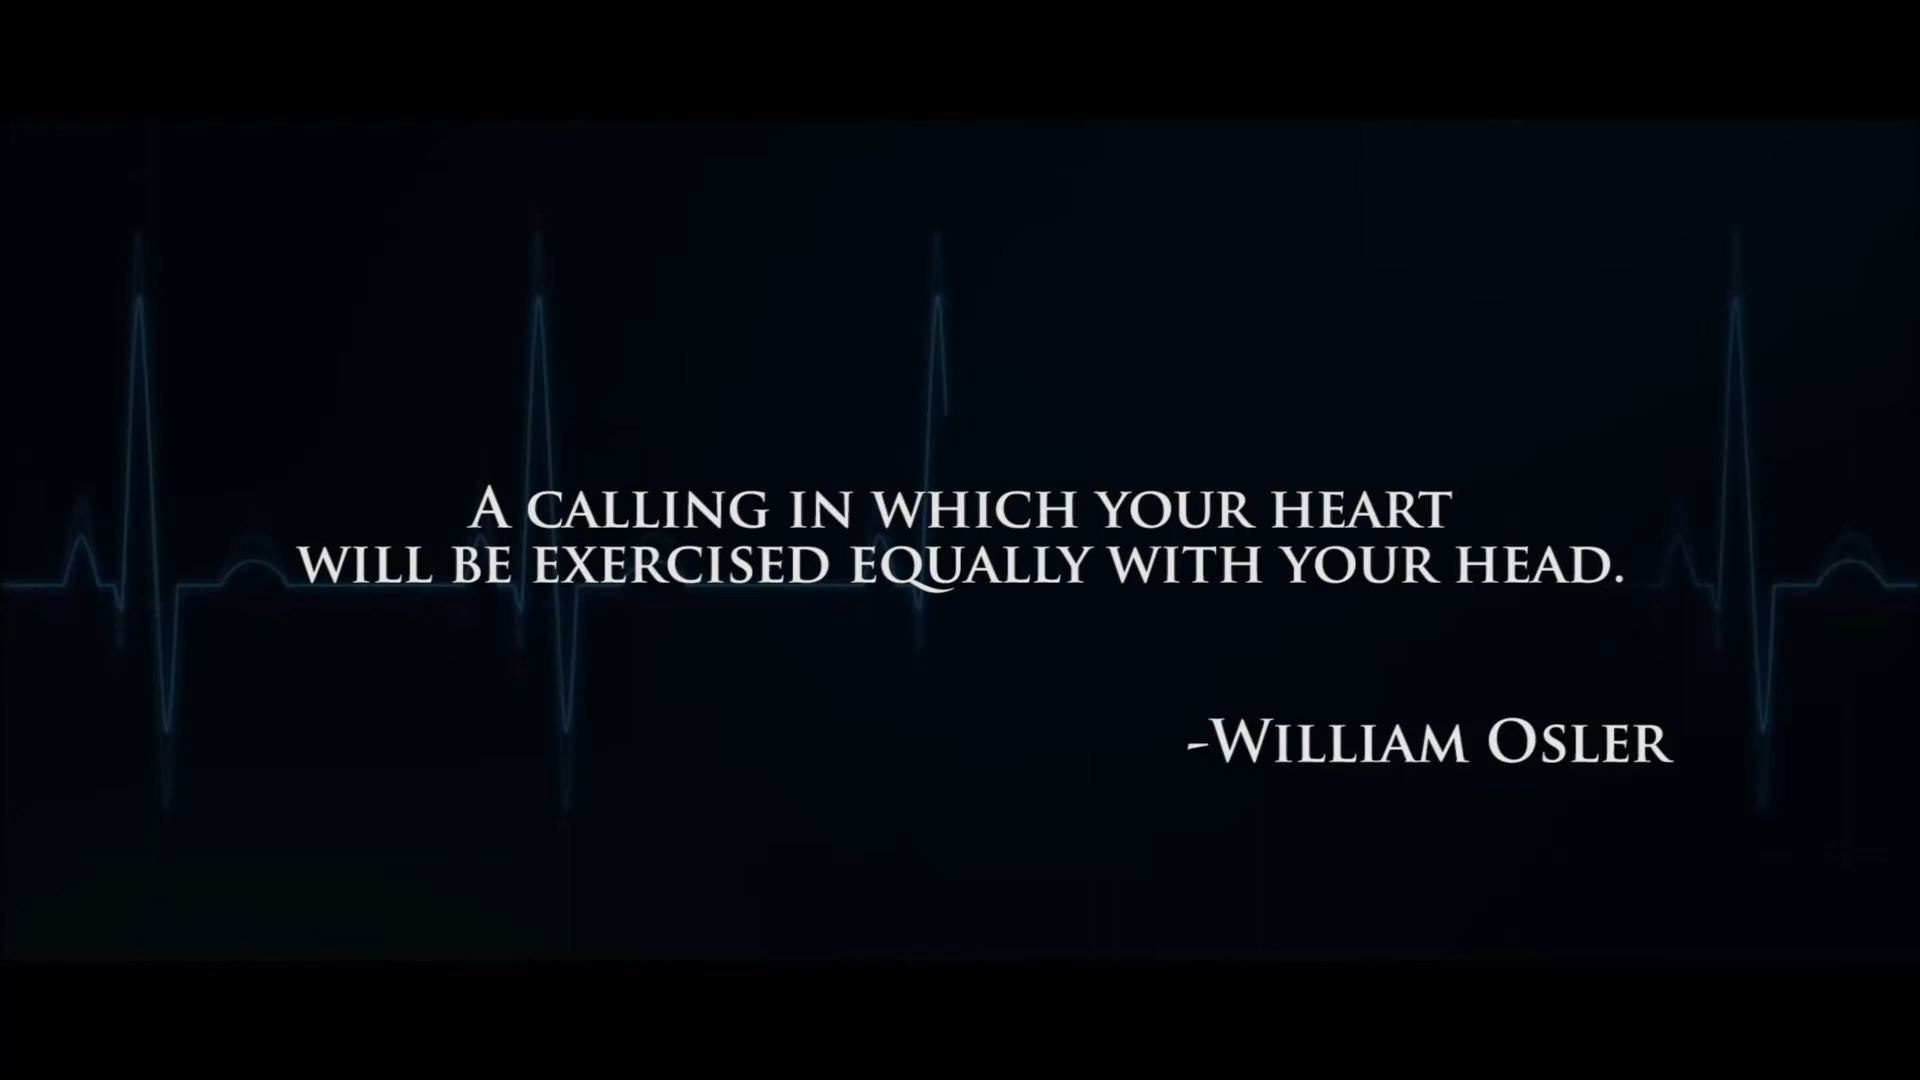 A CALLING IN WHICH YOUR HEART
WILL BE EXERCISED EQUALLY WITH YOUR HEAD.
-WILLIAM OSLER